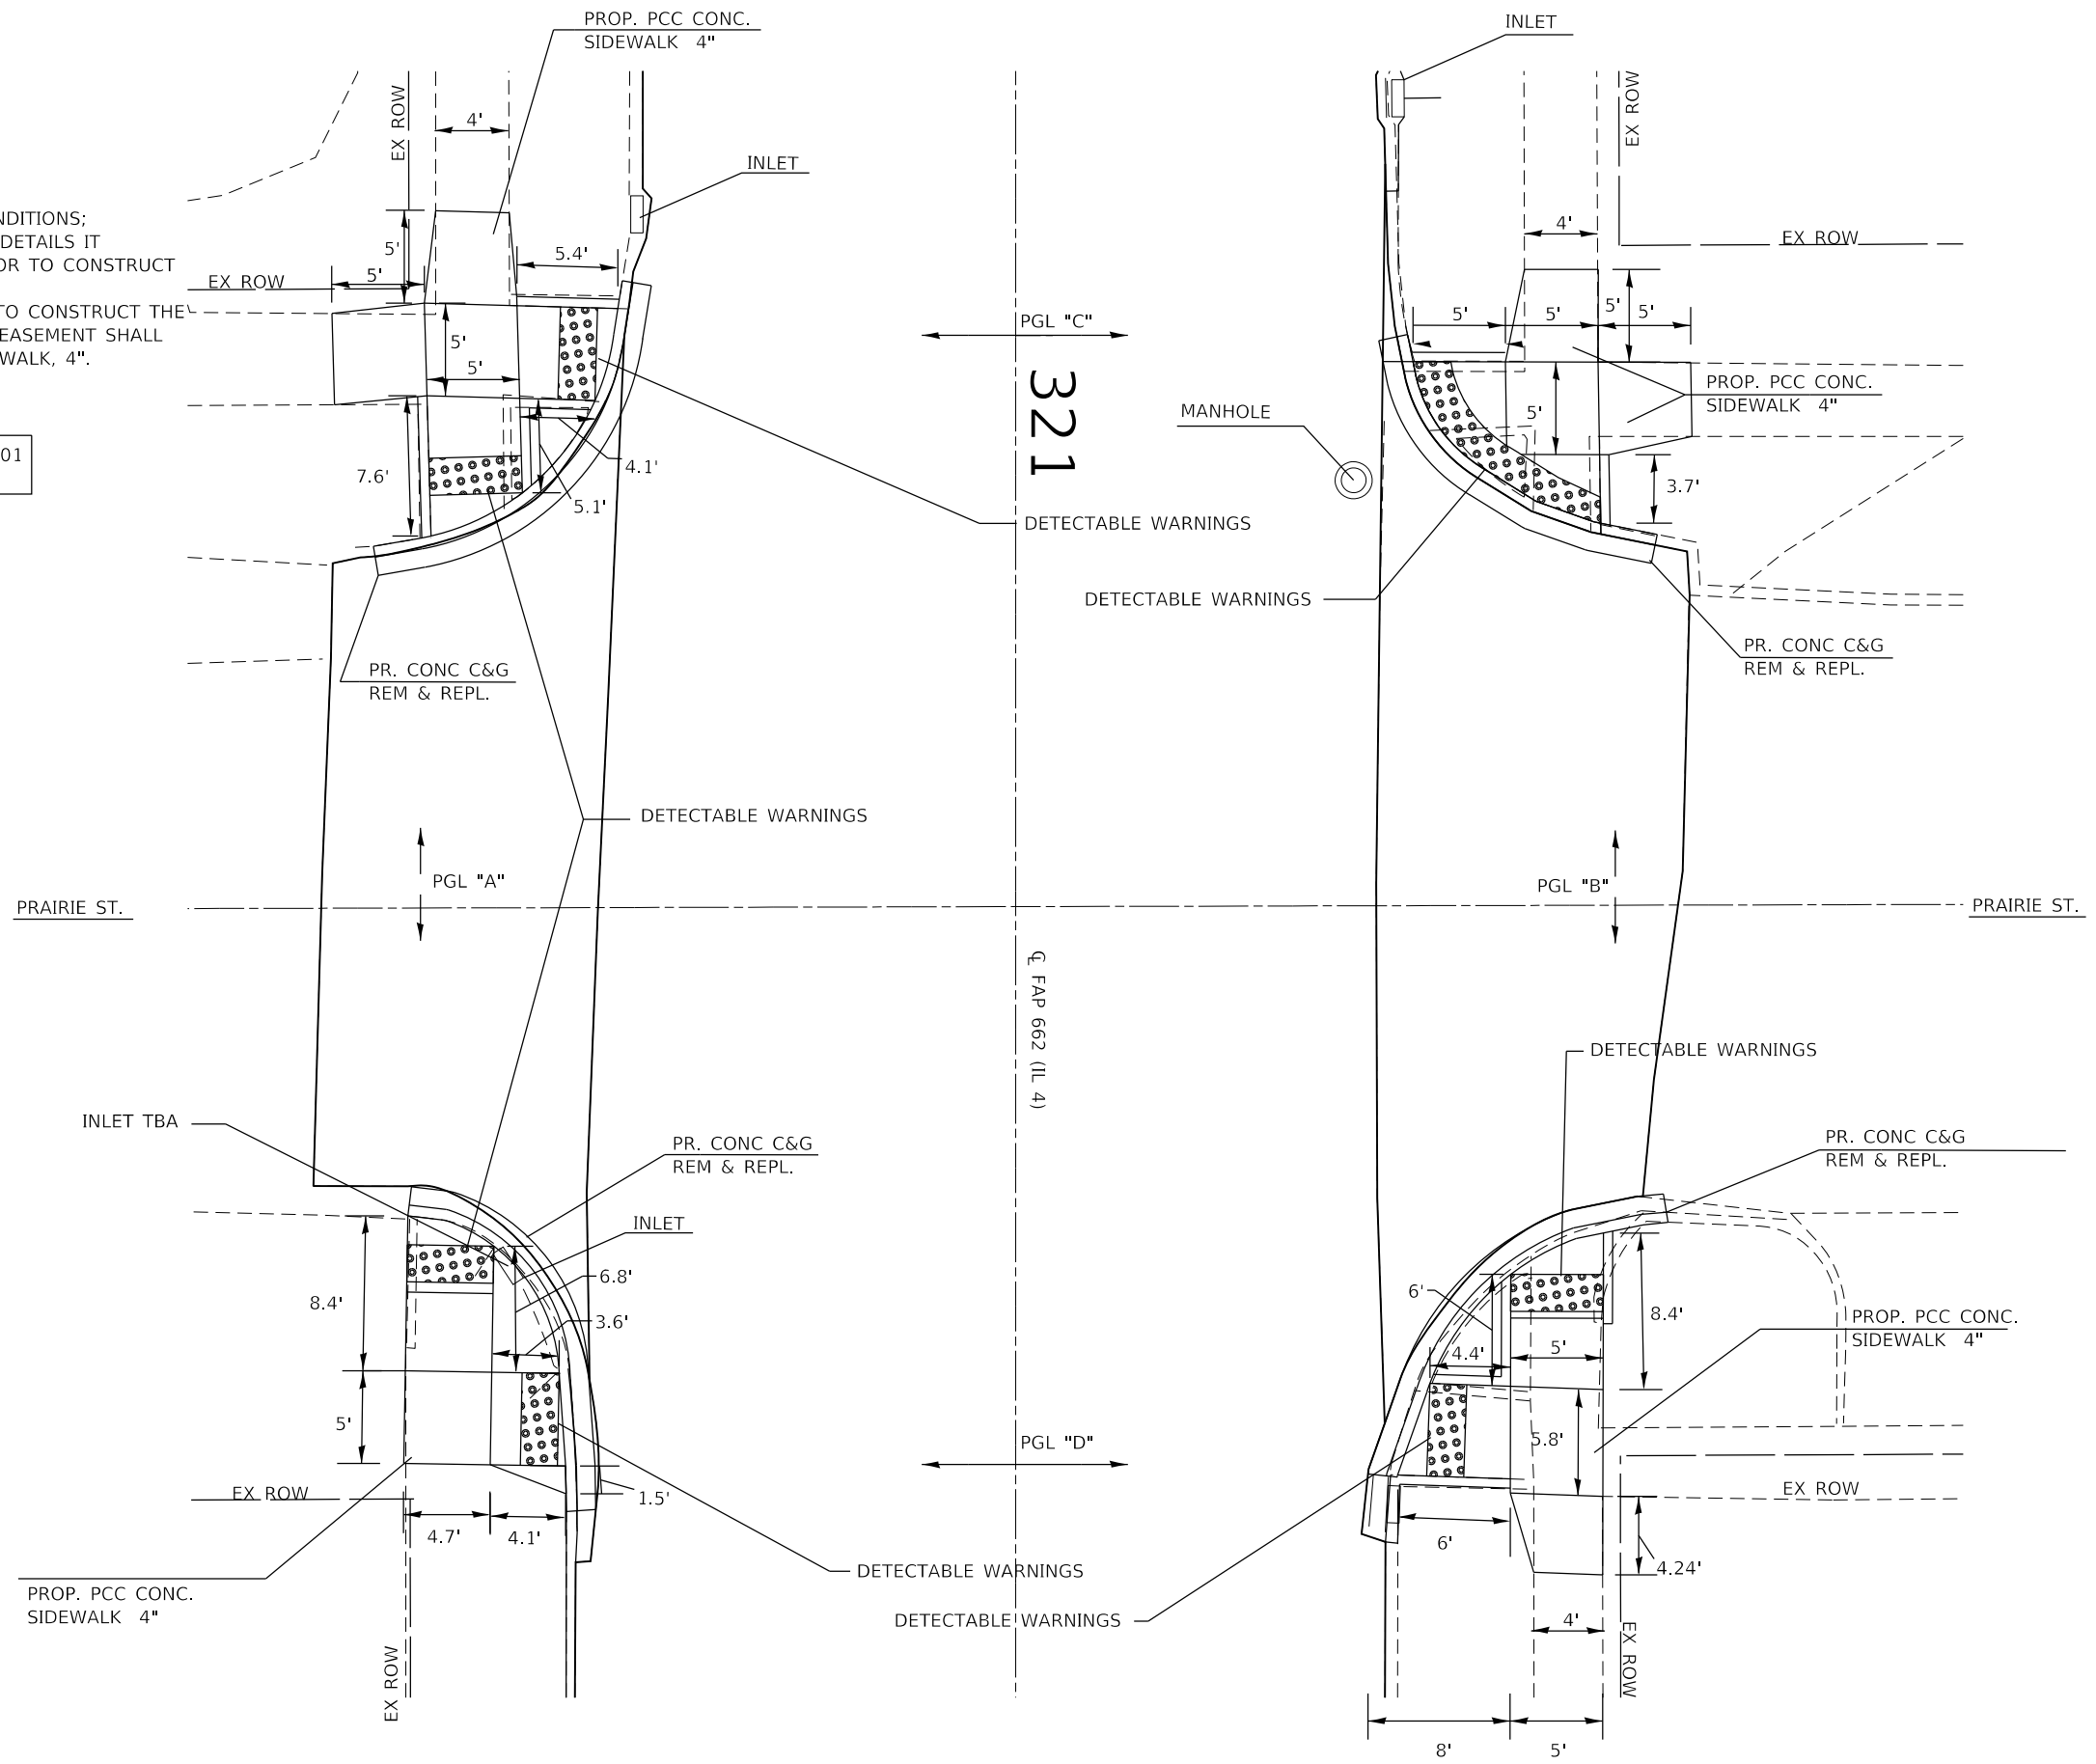 PROP. PCC CONC.
SIDEWALK 4"
INLET
EX ROW
4'
INLET
EX ROW
NDITIONS;
DETAILS IT
OR TO CONSTRUCT
TO CONSTRUCT THE
EASEMENT SHALL
WALK, 4".
01
5'
5'
EX ROW
5.4'
5'
5'
7.6'
4.1'
5.1'
PGL "C"
321
4'
EX ROW
5'
5'
5'
5'
5'
PROP. PCC CONC.
SIDEWALK 4"
MANHOLE
3.7'
DETECTABLE WARNINGS
DETECTABLE WARNINGS
PR. CONC C&G
REM & REPL.
PR. CONC C&G
REM & REPL.
DETECTABLE WARNINGS
PGL "A"
PGL "B"
PRAIRIE ST.
PRAIRIE ST.
℄ FAP 662 (IL 4)
DETECTABLE WARNINGS
INLET TBA
PR. CONC C&G
REM & REPL.
PR. CONC C&G
REM & REPL.
INLET
6.8'
8.4'
3.6'
5'
6'
4.4'
5'
8.4'
PROP. PCC CONC.
SIDEWALK 4"
5.8'
PGL "D"
EX ROW
1.5'
4.7'
4.1'
EX ROW
6'
4.24'
DETECTABLE WARNINGS
PROP. PCC CONC.
SIDEWALK 4"
DETECTABLE WARNINGS
4'
EX ROW
EX ROW
8'
5'